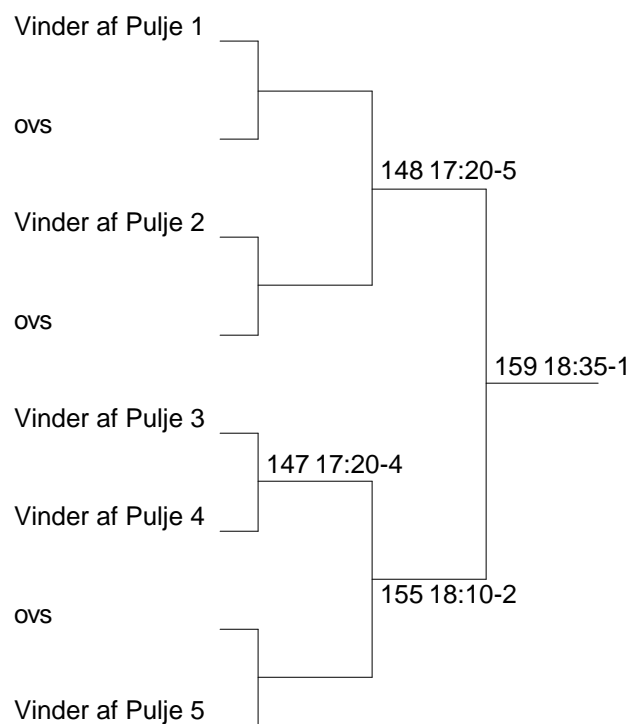 Vinder af Pulje 1
ovs
148 17:20-5
Vinder af Pulje 2
ovs
159 18:35-1
Vinder af Pulje 3
147 17:20-4
Vinder af Pulje 4
155 18:10-2
ovs
Vinder af Pulje 5